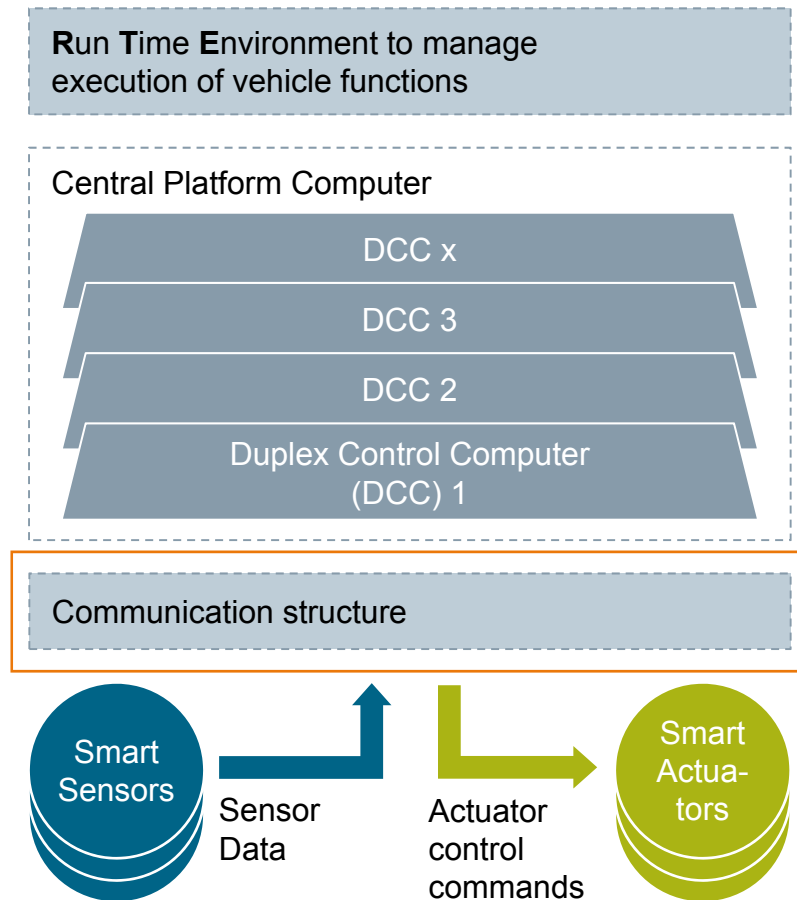 Run Time Environment to manage
execution of vehicle functions
Central Platform Computer
DCC x
DCC 3
DCC 2
Duplex Control Computer
(DCC) 1
Communication structure
Smart
Sensors
Sensor
Data
Actuator
control
commands
Smart
Actua-
tors